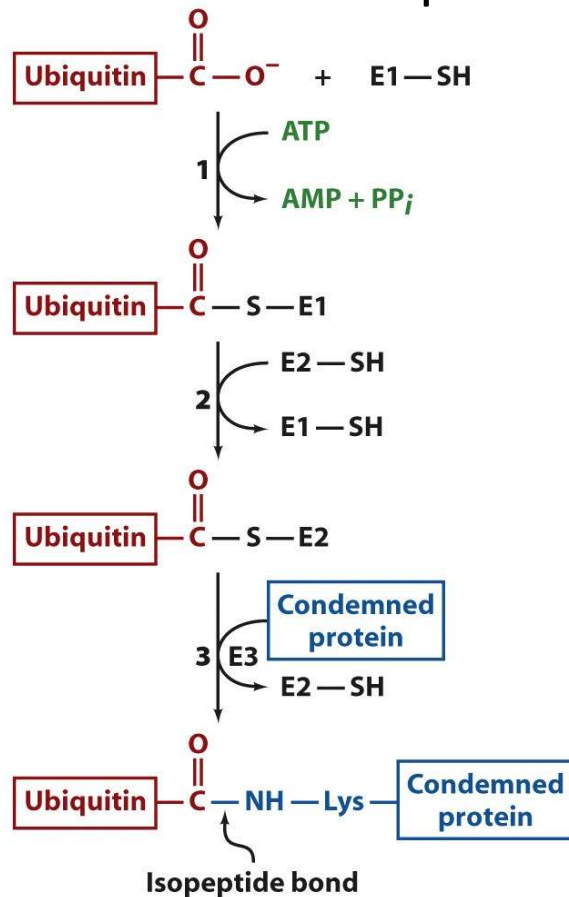 O
Ubiquitin — C — O⁻ + E1 — SH
ATP
1
AMP + PPi
O
Ubiquitin — C — S — E1
E2 — SH
2
E1 — SH
O
Ubiquitin — C — S — E2
Condemned
protein
3 E3
E2 — SH
O
Ubiquitin — C — NH — Lys — Condemned
protein
Isopeptide bond